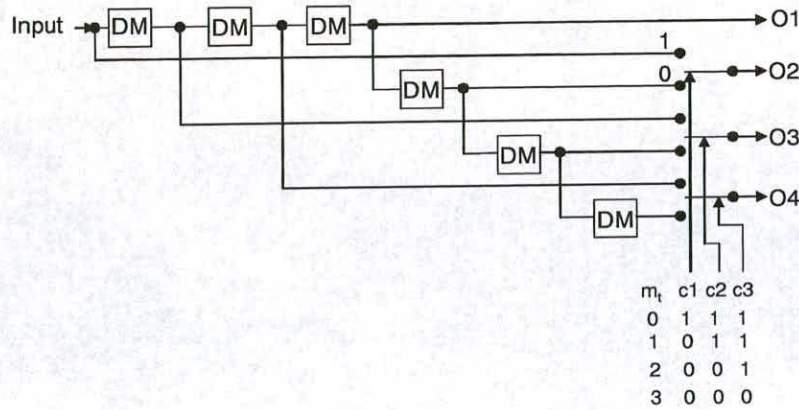 Input DM DM DM O1
1
0 O2
DM
O3
DM
O4
DM
mt c1 c2 c3
0 1 1 1
1 0 1 1
2 0 0 1
3 0 0 0